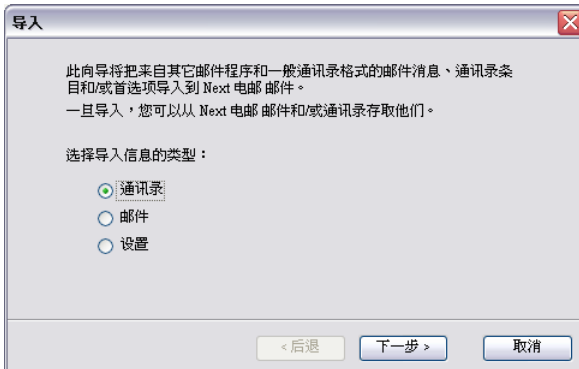 导入
此向导将把来自其它邮件程序和一般通讯录格式的邮件消息、通讯录条
目和/或首选项导入到 Next 电邮 邮件。
一旦导入，您可以从 Next 电邮 邮件和/或通讯录存取他们。
选择导入信息的类型：
通讯录
邮件
设置
<后退 下一步> 取消